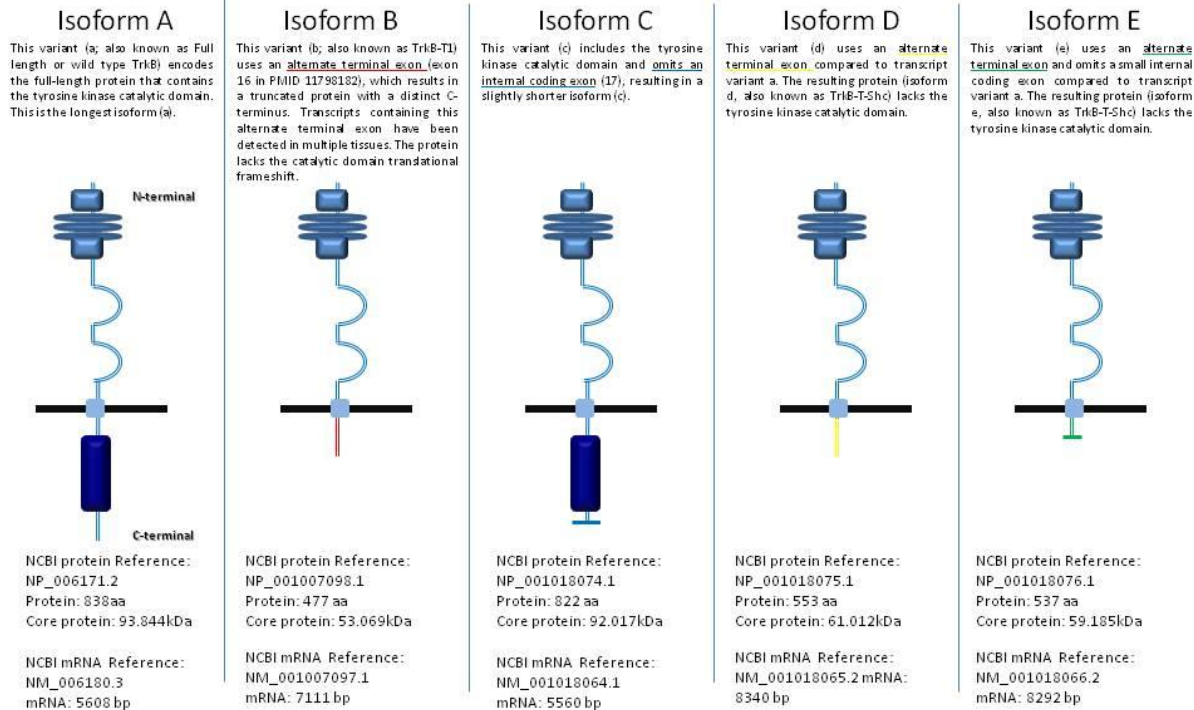 Isoform A
This variant (a; also known as Full
length or wild type TrkB) encodes
the full-length protein that contains
the tyrosine kinase catalytic domain.
This is the longest isoform (a).
N-terminal
C-terminal
NCBI protein Reference:
NP_006171.2
Protein: 838aa
Core protein: 93.844kDa
NCBI mRNA Reference:
NM_006180.3
mRNA: 5608 bp
Isoform B
This variant (b; also known as TrkB-T1)
uses an alternate terminal exon (exon
16 in PMID 11798182), which results in
a truncated protein with a distinct C-
terminus. Transcripts containing this
alternate terminal exon have been
detected in multiple tissues. The protein
lacks the catalytic domain translational
frameshift.
NCBI protein Reference:
NP_001007098.1
Protein: 477 aa
Core protein: 53.069kDa
NCBI mRNA Reference:
NM_001007097.1
mRNA: 7111 bp
Isoform C
This variant (c) includes the tyrosine
kinase catalytic domain and omits an
internal coding exon (17), resulting in a
slightly shorter isoform (c).
NCBI protein Reference:
NP_001018074.1
Protein: 822 aa
Core protein: 92.017kDa
NCBI mRNA Reference:
NM_001018064.1
mRNA: 5560 bp
Isoform D
This variant (d) uses an alternate
terminal exon compared to transcript
variant a. The resulting protein (isoform
d, also known as TrkB-T-Shc) lacks the
tyrosine kinase catalytic domain.
NCBI protein Reference:
NP_001018075.1
Protein: 553 aa
Core protein: 61.012kDa
NCBI mRNA Reference:
NM_001018065.2 mRNA:
8340 bp
Isoform E
This variant (e) uses an alternate
terminal exon and omits a small internal
coding exon compared to transcript
variant a. The resulting protein (isoform
e, also known as TrkB-T-Shc) lacks the
tyrosine kinase catalytic domain.
NCBI protein Reference:
NP_001018076.1
Protein: 537 aa
Core protein: 59.185kDa
NCBI mRNA Reference:
NM_001018066.2
mRNA: 8292 bp